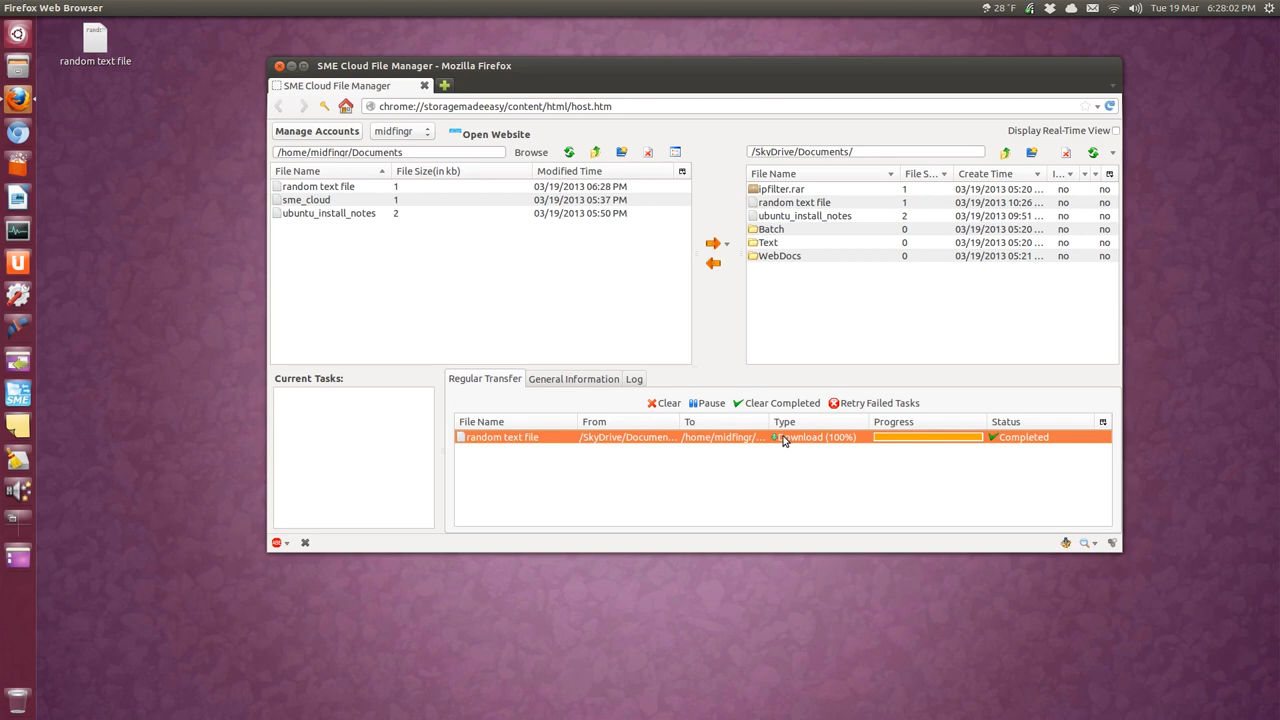 Firefox Web Browser
28 °F
Tue 19 Mar
6:28:02 PM
random text file
SME Cloud File Manager - Mozilla Firefox
SME Cloud File Manager
chrome://storagemadeeasy/content/html/host.htm
Manage Accounts
midfingr
Open Website
Display Real-Time View
/home/midfingr/Documents
Browse
/SkyDrive/Documents/
File Name File Size(in kb) Modified Time
random text file 1 03/19/2013 06:28 PM
sme_cloud 1 03/19/2013 05:37 PM
ubuntu_install_notes 2 03/19/2013 05:50 PM
File Name File S... Create Time I...
ipfilter.rar 1 03/19/2013 05:20 ... no no
random text file 1 03/19/2013 10:26 ... no no
ubuntu_install_notes 2 03/19/2013 09:51 ... no no
Batch 0 03/19/2013 05:20 ... no no
Text 0 03/19/2013 05:20 ... no no
WebDocs 0 03/19/2013 05:21 ... no no
Current Tasks:
Regular Transfer General Information Log
Clear Pause Clear Completed Retry Failed Tasks
File Name From To Type Progress Status
random text file /SkyDrive/Documen... /home/midfingr/... (100%) Completed